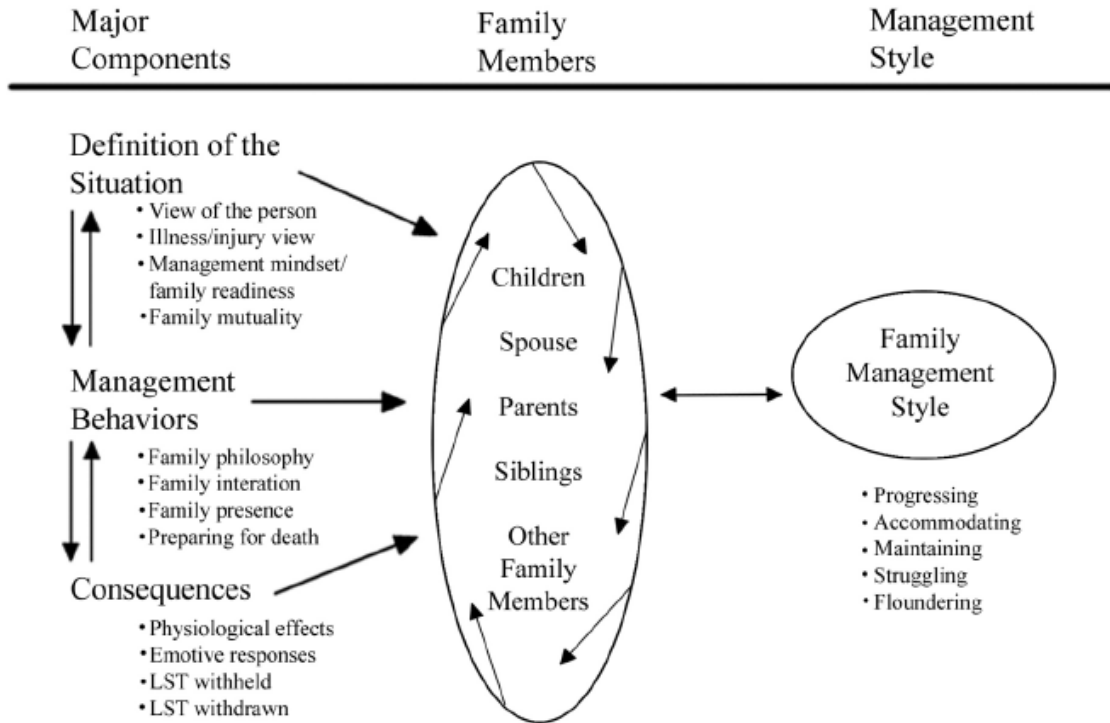 Major
Components
Family
Members
Management
Style
Definition of the
Situation
• View of the person
• Illness/injury view
• Management mindset/
family readiness
• Family mutuality
Management
Behaviors
• Family philosophy
• Family interation
• Family presence
• Preparing for death
Consequences
• Physiological effects
• Emotive responses
• LST withheld
• LST withdrawn
Children
Spouse
Parents
Siblings
Other
Family
Members
Family
Management
Style
• Progressing
• Accommodating
• Maintaining
• Struggling
• Floundering